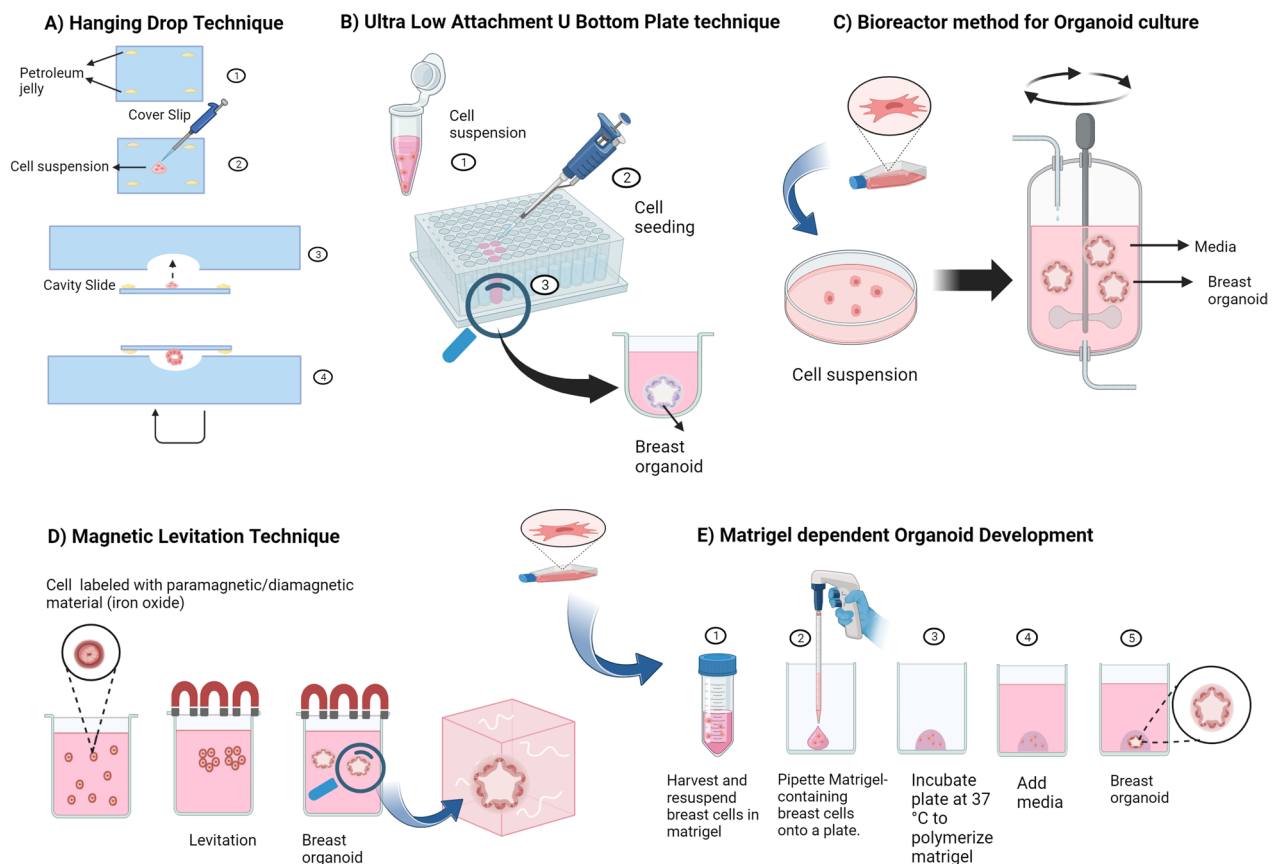 A) Hanging Drop Technique
Petroleum
jelly
1
Cover Slip
Cell suspension
2
3
Cavity Slide
4
B) Ultra Low Attachment U Bottom Plate technique
Cell
suspension
1
2
Cell
seeding
3
Breast
organoid
C) Bioreactor method for Organoid culture
Media
Breast
organoid
Cell suspension
D) Magnetic Levitation Technique
Cell labeled with paramagnetic/diamagnetic
material (iron oxide)
Levitation
Breast
organoid
E) Matrigel dependent Organoid Development
1
2
3
4
5
Harvest and
resuspend
breast cells in
matrigel
Pipette Matrigel-
containing
breast cells
onto a plate.
Incubate
plate at 37
°C to
polymerize
matrigel
Add
media
Breast
organoid